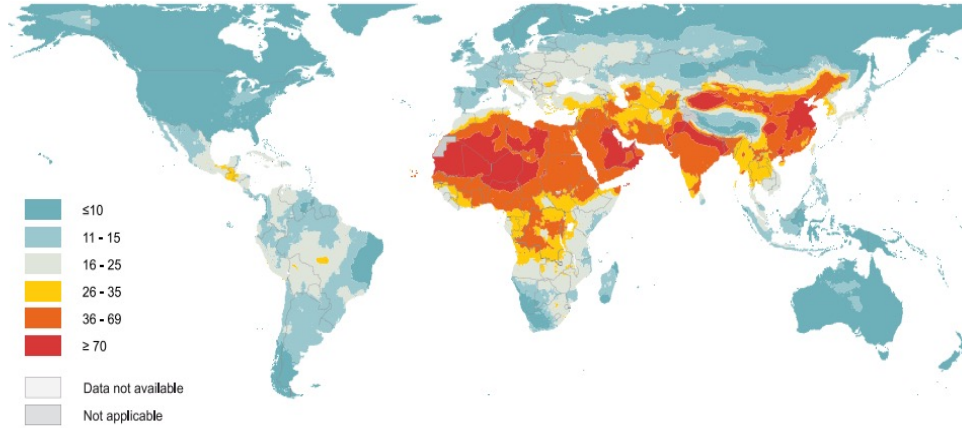 ≤10
11 - 15
16 - 25
26 - 35
36 - 69
≥ 70
Data not available
Not applicable